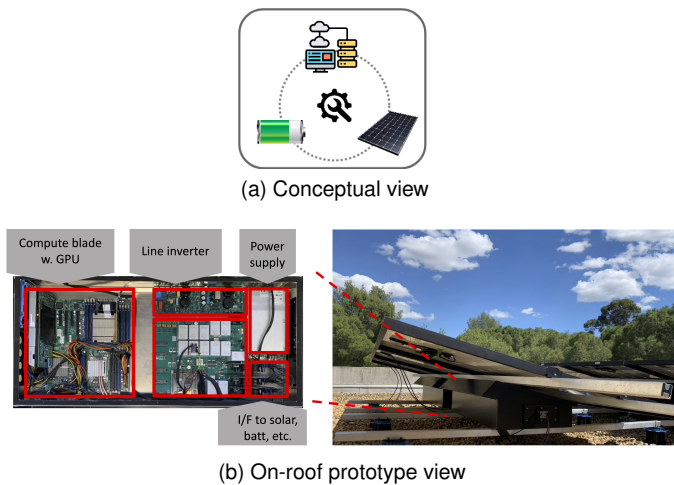 (a) Conceptual view
Compute blade
w. GPU
Line inverter
Power
supply
I/F to solar,
batt, etc.
(b) On-roof prototype view